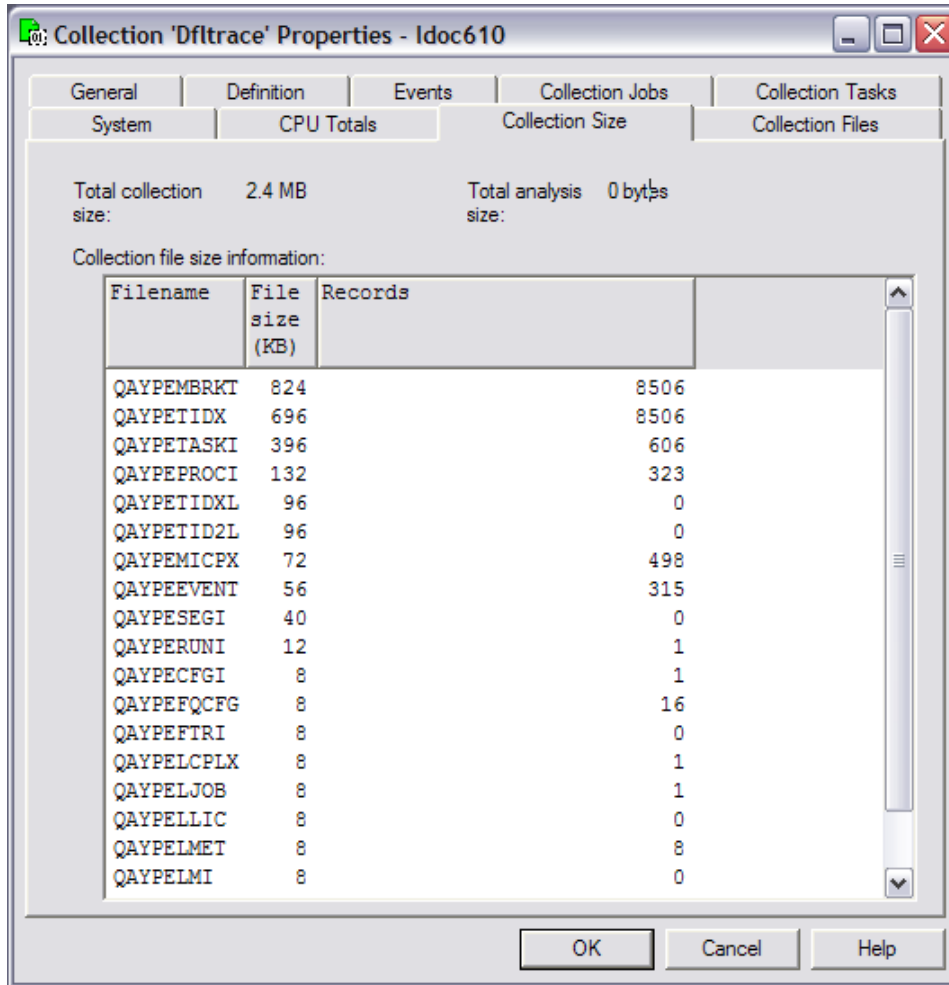 Collection 'Dfltrace' Properties - Idoc610
General Definition Events Collection Jobs Collection Tasks
System CPU Totals Collection Size Collection Files
Total collection size: 2.4 MB Total analysis size: 0 bytes
Collection file size information:
Filename File size (KB) Records
QAYPEMBRKT 824 8506
QAYPETIDX 696 8506
QAYPETASKI 396 606
QAYPEPROCI 132 323
QAYPETIDXL 96 0
QAYPETID2L 96 0
QAYPEMICPX 72 498
QAYPEEVENT 56 315
QAYPESEGI 40 0
QAYPERUNI 12 1
QAYPECFGI 8 1
QAYPEFQCFG 8 16
QAYPEFTRI 8 0
QAYPELCPLX 8 1
QAYPELJOB 8 1
QAYPELLIC 8 0
QAYPELMET 8 8
QAYPELMI 8 0
OK Cancel Help